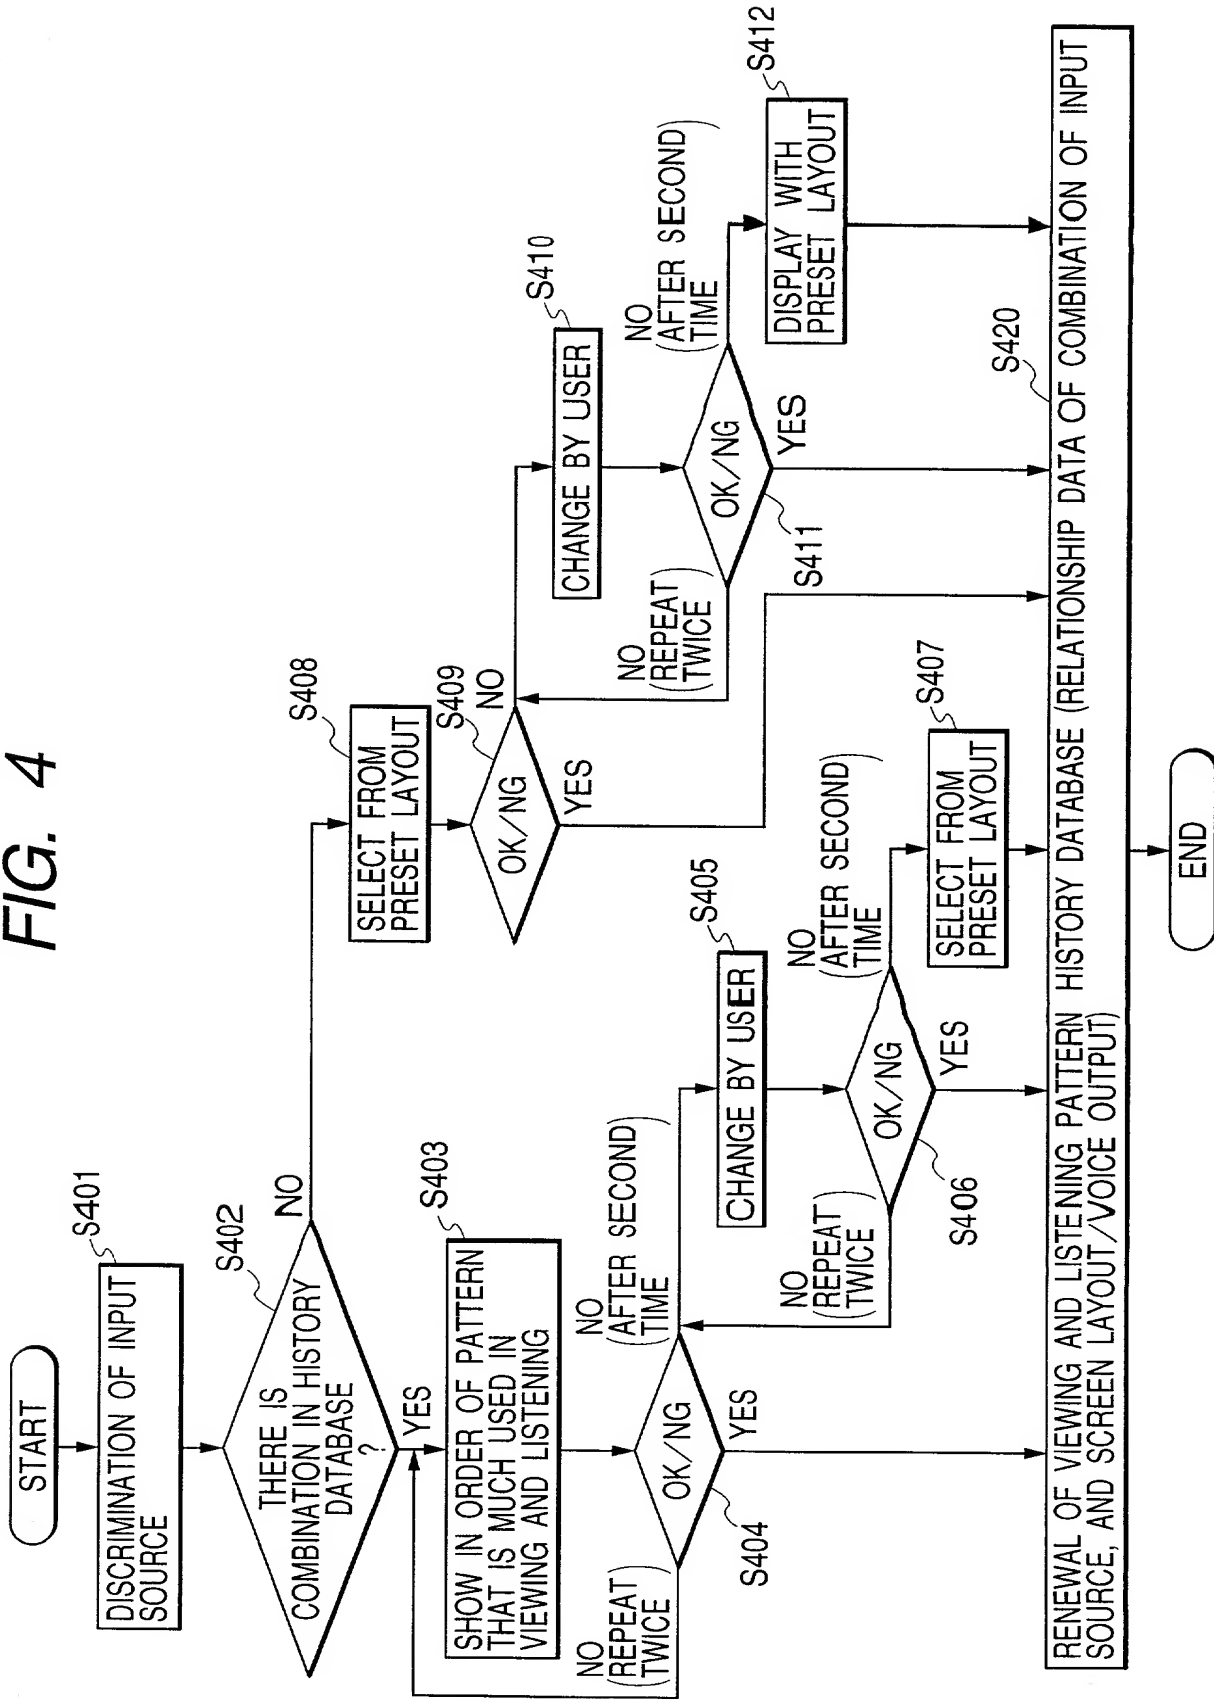 FIG. 4
START
DISCRIMINATION OF INPUT
SOURCE
S401
THERE IS
COMBINATION IN HISTORY
DATABASE
?
S402
NO
YES
SHOW IN ORDER OF PATTERN
THAT IS MUCH USED IN
VIEWING AND LISTENING
S403
OK/NG
S404
NO
(REPEAT
TWICE)
YES
NO
(AFTER SECOND
TIME)
CHANGE BY USER
S405
OK/NG
S406
NO
(REPEAT
TWICE)
YES
NO
(AFTER SECOND
TIME)
SELECT FROM
PRESET LAYOUT
S407
SELECT FROM
PRESET LAYOUT
S408
OK/NG
S409
NO
YES
CHANGE BY USER
S410
OK/NG
S411
NO
(REPEAT
TWICE)
YES
NO
(AFTER SECOND
TIME)
DISPLAY WITH
PRESET LAYOUT
S412
S420
RENEWAL OF VIEWING AND LISTENING PATTERN HISTORY DATABASE (RELATIONSHIP DATA OF COMBINATION OF INPUT
SOURCE, AND SCREEN LAYOUT/VOICE OUTPUT)
END